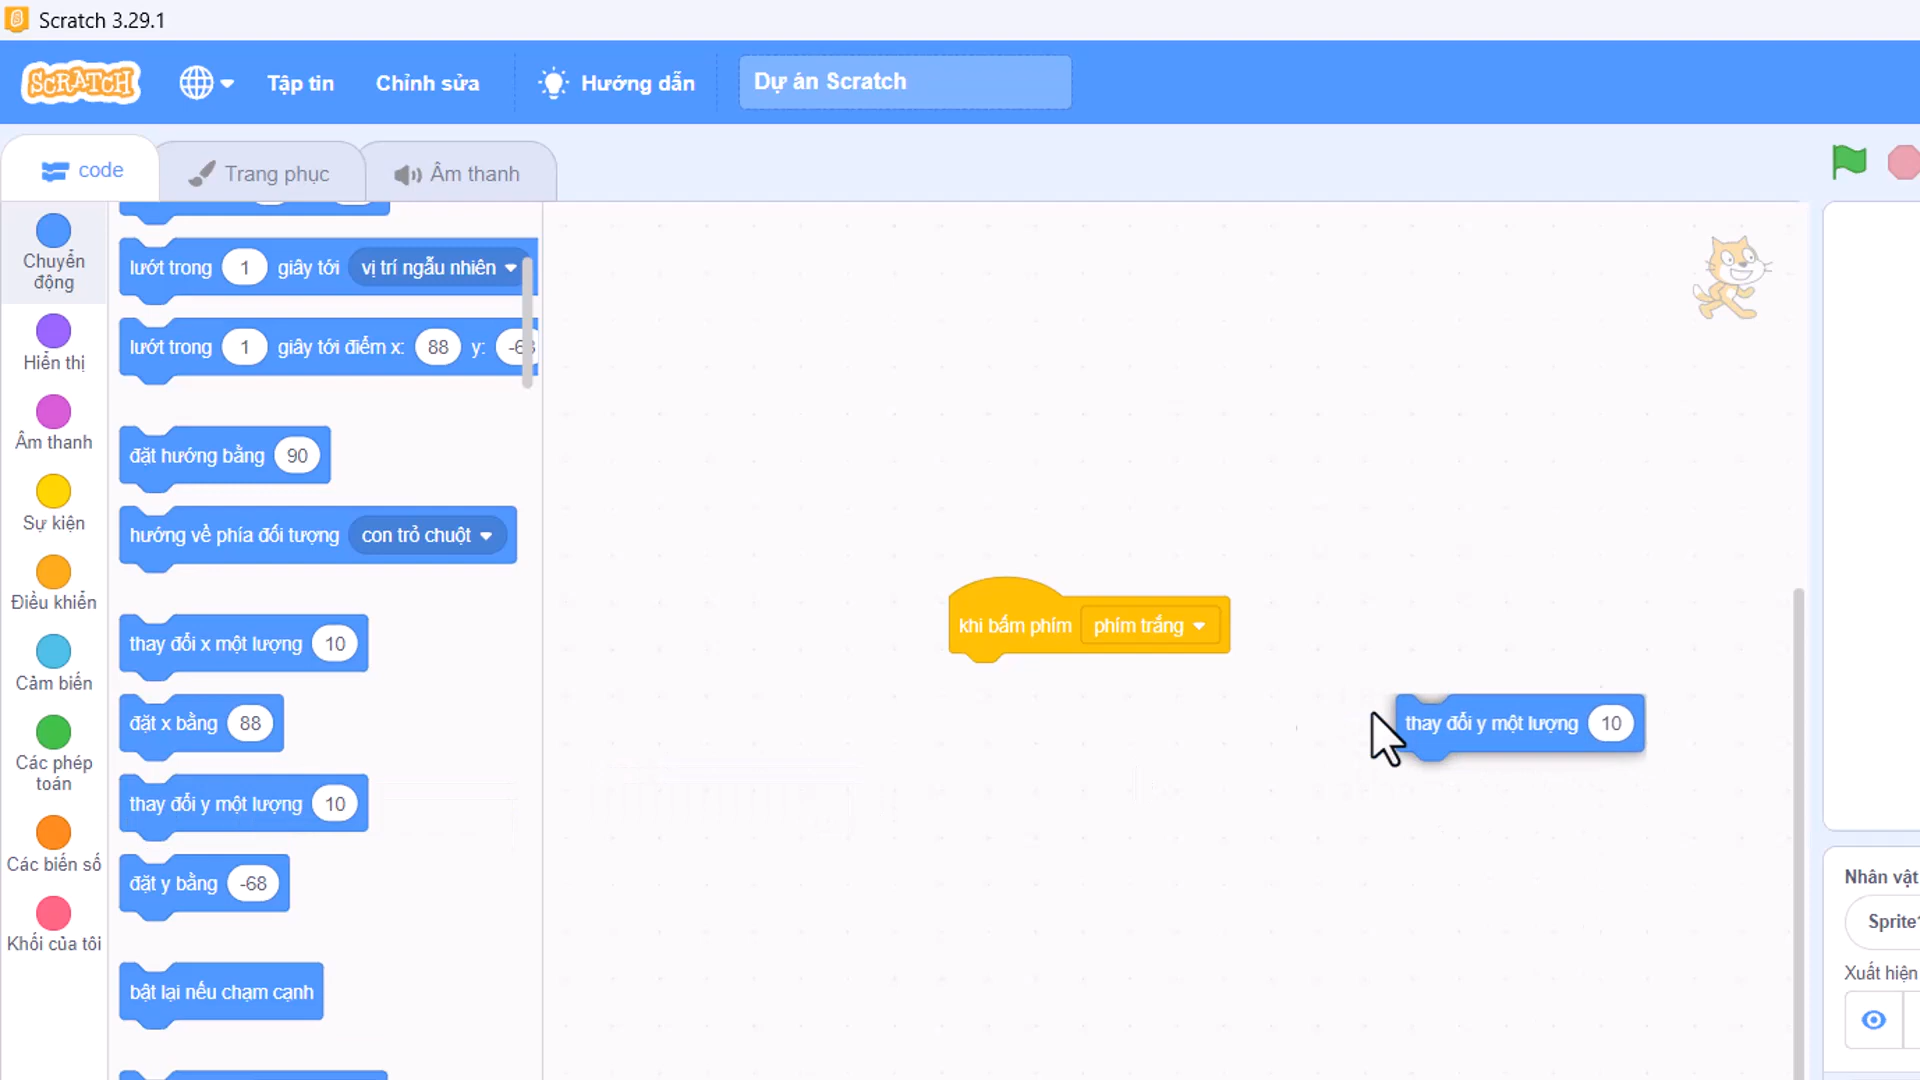 Scratch 3.29.1
SCRATCH
Tập tin
Chỉnh sửa
Hướng dẫn
Dự án Scratch
code
Trang phục
Âm thanh
Chuyển
động
Hiển thị
Âm thanh
Sự kiện
Điều khiển
Cảm biến
Các phép
toán
Các biến số
Khối của tôi
lướt trong 1 giây tới vị trí ngẫu nhiên
lướt trong 1 giây tới điểm x: 88 y: -68
đặt hướng bằng 90
hướng về phía đối tượng con trỏ chuột
thay đổi x một lượng 10
đặt x bằng 88
thay đổi y một lượng 10
đặt y bằng -68
bật lại nếu chạm cạnh
khi bấm phím phím trắng
thay đổi y một lượng 10
Nhân vật
Sprite1
Xuất hiện